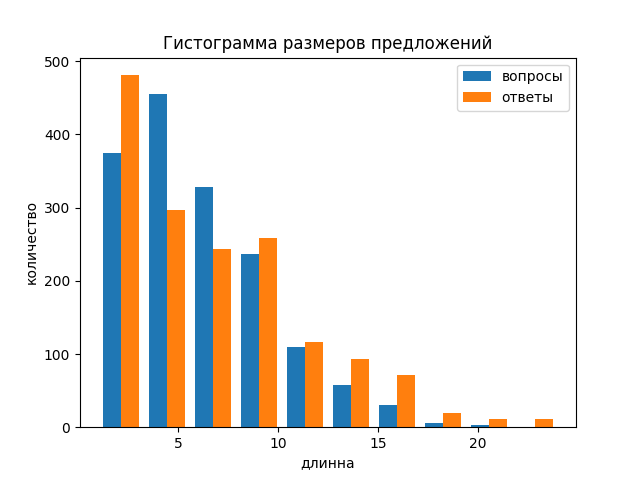 Гистограмма размеров предложений
вопросы
ответы
количество
500
400
300
200
100
0
5 10 15 20
длинна